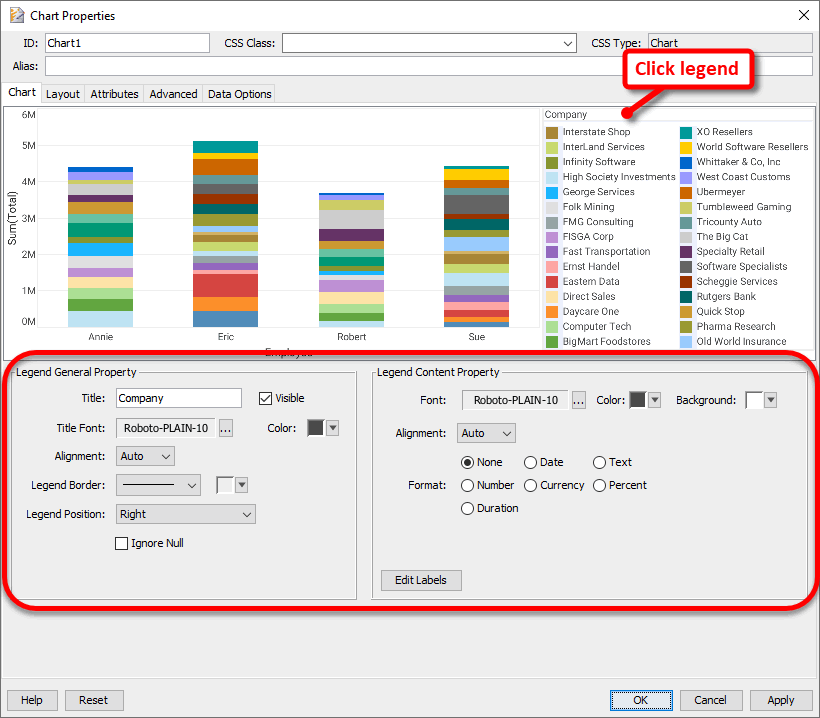 Chart Properties
ID: Chart1 CSS Class: CSS Type: Chart
Alias:
Click legend
Chart Layout Attributes Advanced Data Options
6M
5M
4M
3M
2M
1M
0M
Sum(Total)
Annie Eric Robert Sue
Employee
Company
Interstate Shop XO Resellers
InterLand Services World Software Resellers
Infinity Software Whittaker & Co, Inc
High Society Investments West Coast Customs
George Services Ubermeyer
Folk Mining Tumbleweed Gaming
FMG Consulting Tricounty Auto
FISGA Corp The Big Cat
Fast Transportation Specialty Retail
Ernst Handel Software Specialists
Eastern Data Scheggie Services
Direct Sales Rutgers Bank
Daycare One Quick Stop
Computer Tech Pharma Research
BigMart Foodstores Old World Insurance
Legend General Property
Title: Company Visible
Title Font: Roboto-PLAIN-10 ... Color:
Alignment: Auto
Legend Border:
Legend Position: Right
Ignore Null
Legend Content Property
Font: Roboto-PLAIN-10 ... Color: Background:
Alignment: Auto
None Date Text
Format: Number Currency Percent
Duration
Edit Labels
Help Reset OK Cancel Apply